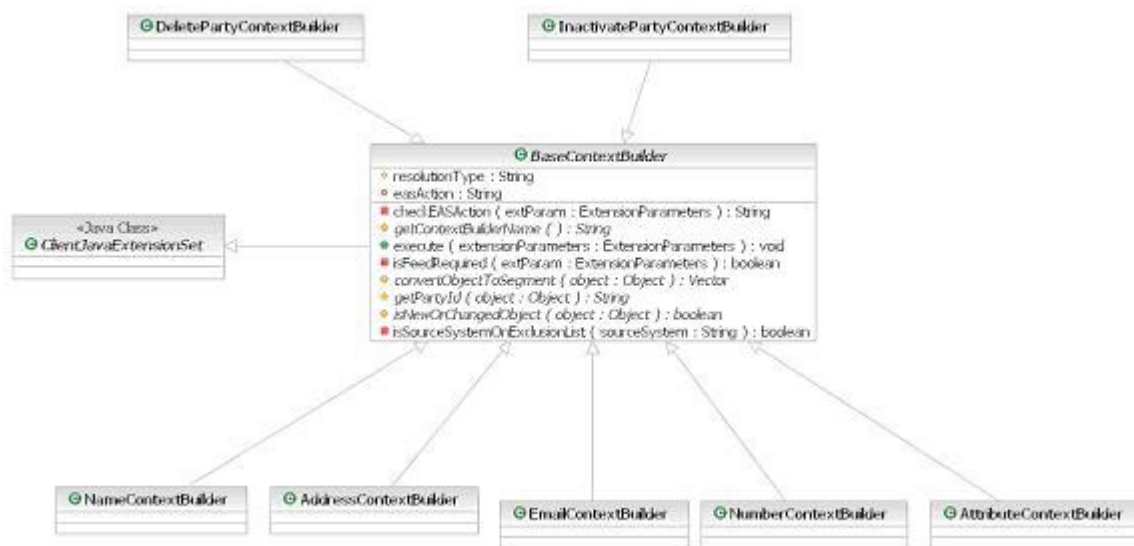 DeletePartyContextBuilder
InactivatePartyContextBuilder
BaseContextBuilder
resolutionType : String
easAction : String
checkEASAction ( extParam : ExtensionParameters ) : String
getContextBuilderName ( ) : String
execute ( extensionParameters : ExtensionParameters ) : void
isFeedRequired ( extParam : ExtensionParameters ) : boolean
convertObjectToSegment ( object : Object ) : Vector
getPartyId ( object : Object ) : String
isNewOrChangedObject ( object : Object ) : boolean
isSourceSystemOnExclusionList ( sourceSystem : String ) : boolean
«Java Class»
ClientJavaExtensionSet
NameContextBuilder
AddressContextBuilder
EmailContextBuilder
NumberContextBuilder
AttributeContextBuilder